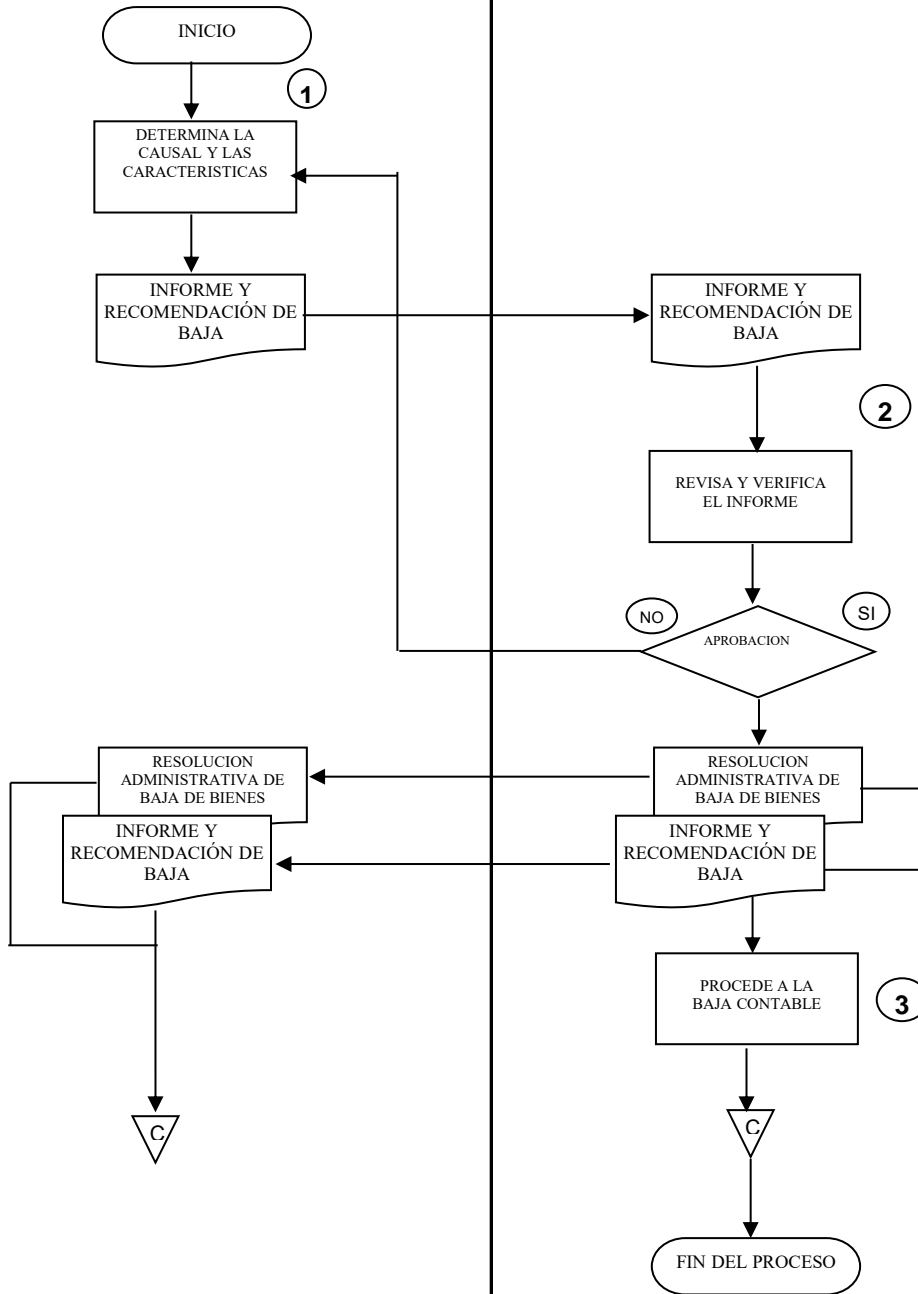 INICIO
1
DETERMINA LA
CAUSAL Y LAS
CARACTERISTICAS
INFORME Y
RECOMENDACIÓN DE
BAJA
INFORME Y
RECOMENDACIÓN DE
BAJA
2
REVISA Y VERIFICA
EL INFORME
NO
SI
APROBACION
RESOLUCION
ADMINISTRATIVA DE
BAJA DE BIENES
INFORME Y
RECOMENDACIÓN DE
BAJA
RESOLUCION
ADMINISTRATIVA DE
BAJA DE BIENES
INFORME Y
RECOMENDACIÓN DE
BAJA
PROCEDE A LA
BAJA CONTABLE
3
C
C
FIN DEL PROCESO